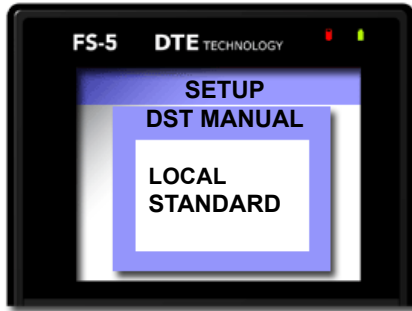 FS-5 DTE TECHNOLOGY
SETUP
DST MANUAL
LOCAL
STANDARD